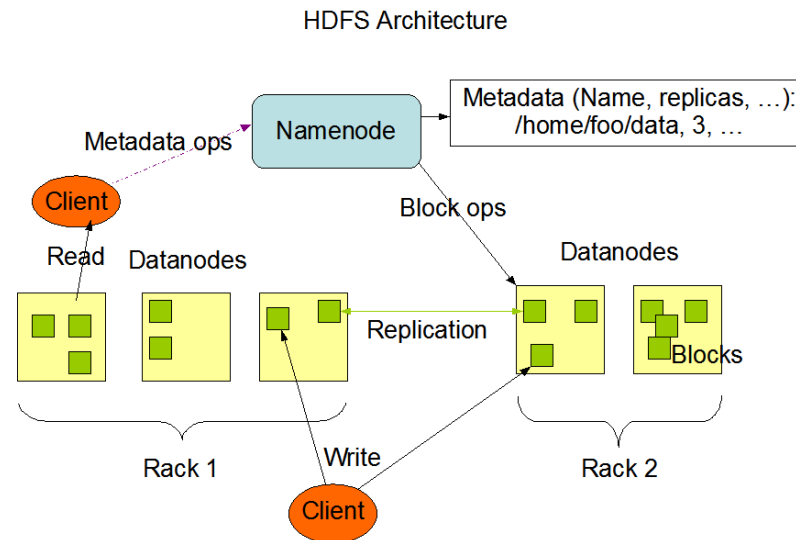 HDFS Architecture
Metadata (Name, replicas, …):
/home/foo/data, 3, …
Namenode
Metadata ops
Client
Block ops
Read
Datanodes
Datanodes
Replication
Blocks
Rack 1
Write
Rack 2
Client